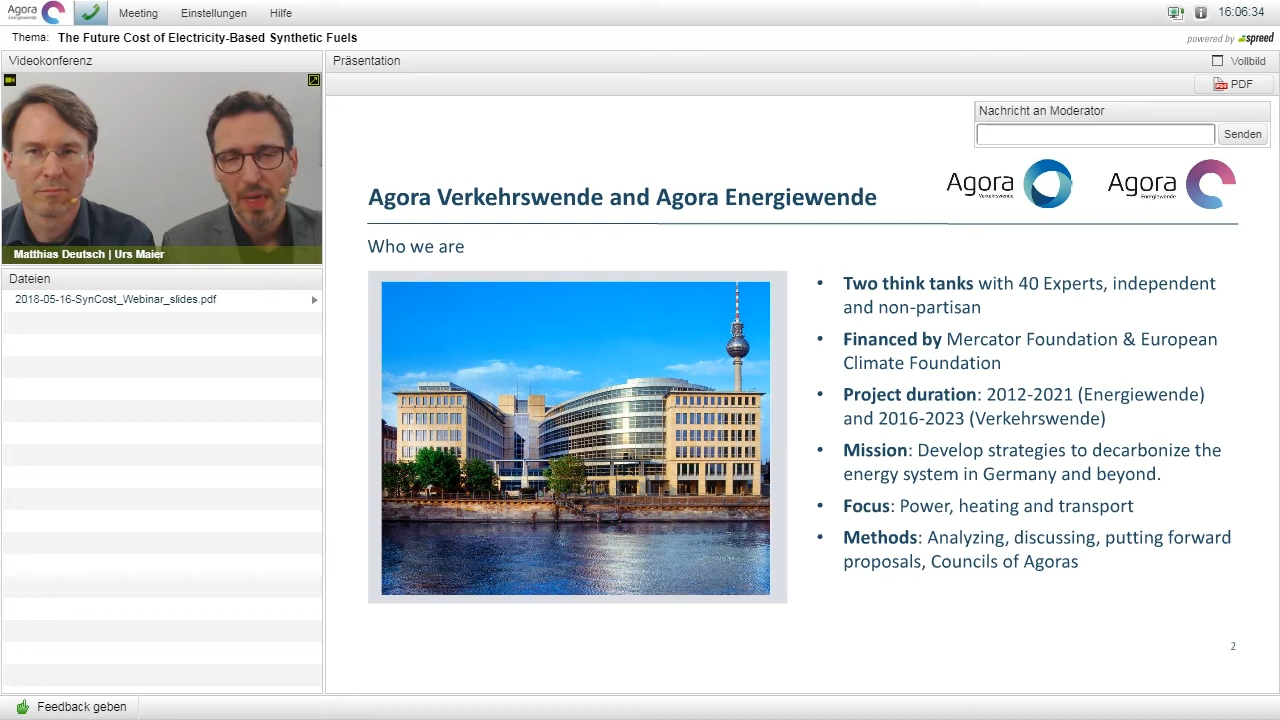 Agora
Energiewende
Meeting
Einstellungen
Hilfe
16:06:34
Thema: The Future Cost of Electricity-Based Synthetic Fuels
powered by spreed
Videokonferenz
Präsentation
Vollbild
PDF
Nachricht an Moderator
Senden
Matthias Deutsch | Urs Maier
Dateien
2018-05-16-SynCost_Webinar_slides.pdf
Agora Verkehrswende and Agora Energiewende
Agora
Verkehrswende
Agora
Energiewende
Who we are
• Two think tanks with 40 Experts, independent
and non-partisan
• Financed by Mercator Foundation & European
Climate Foundation
• Project duration: 2012-2021 (Energiewende)
and 2016-2023 (Verkehrswende)
• Mission: Develop strategies to decarbonize the
energy system in Germany and beyond.
• Focus: Power, heating and transport
• Methods: Analyzing, discussing, putting forward
proposals, Councils of Agoras
2
Feedback geben